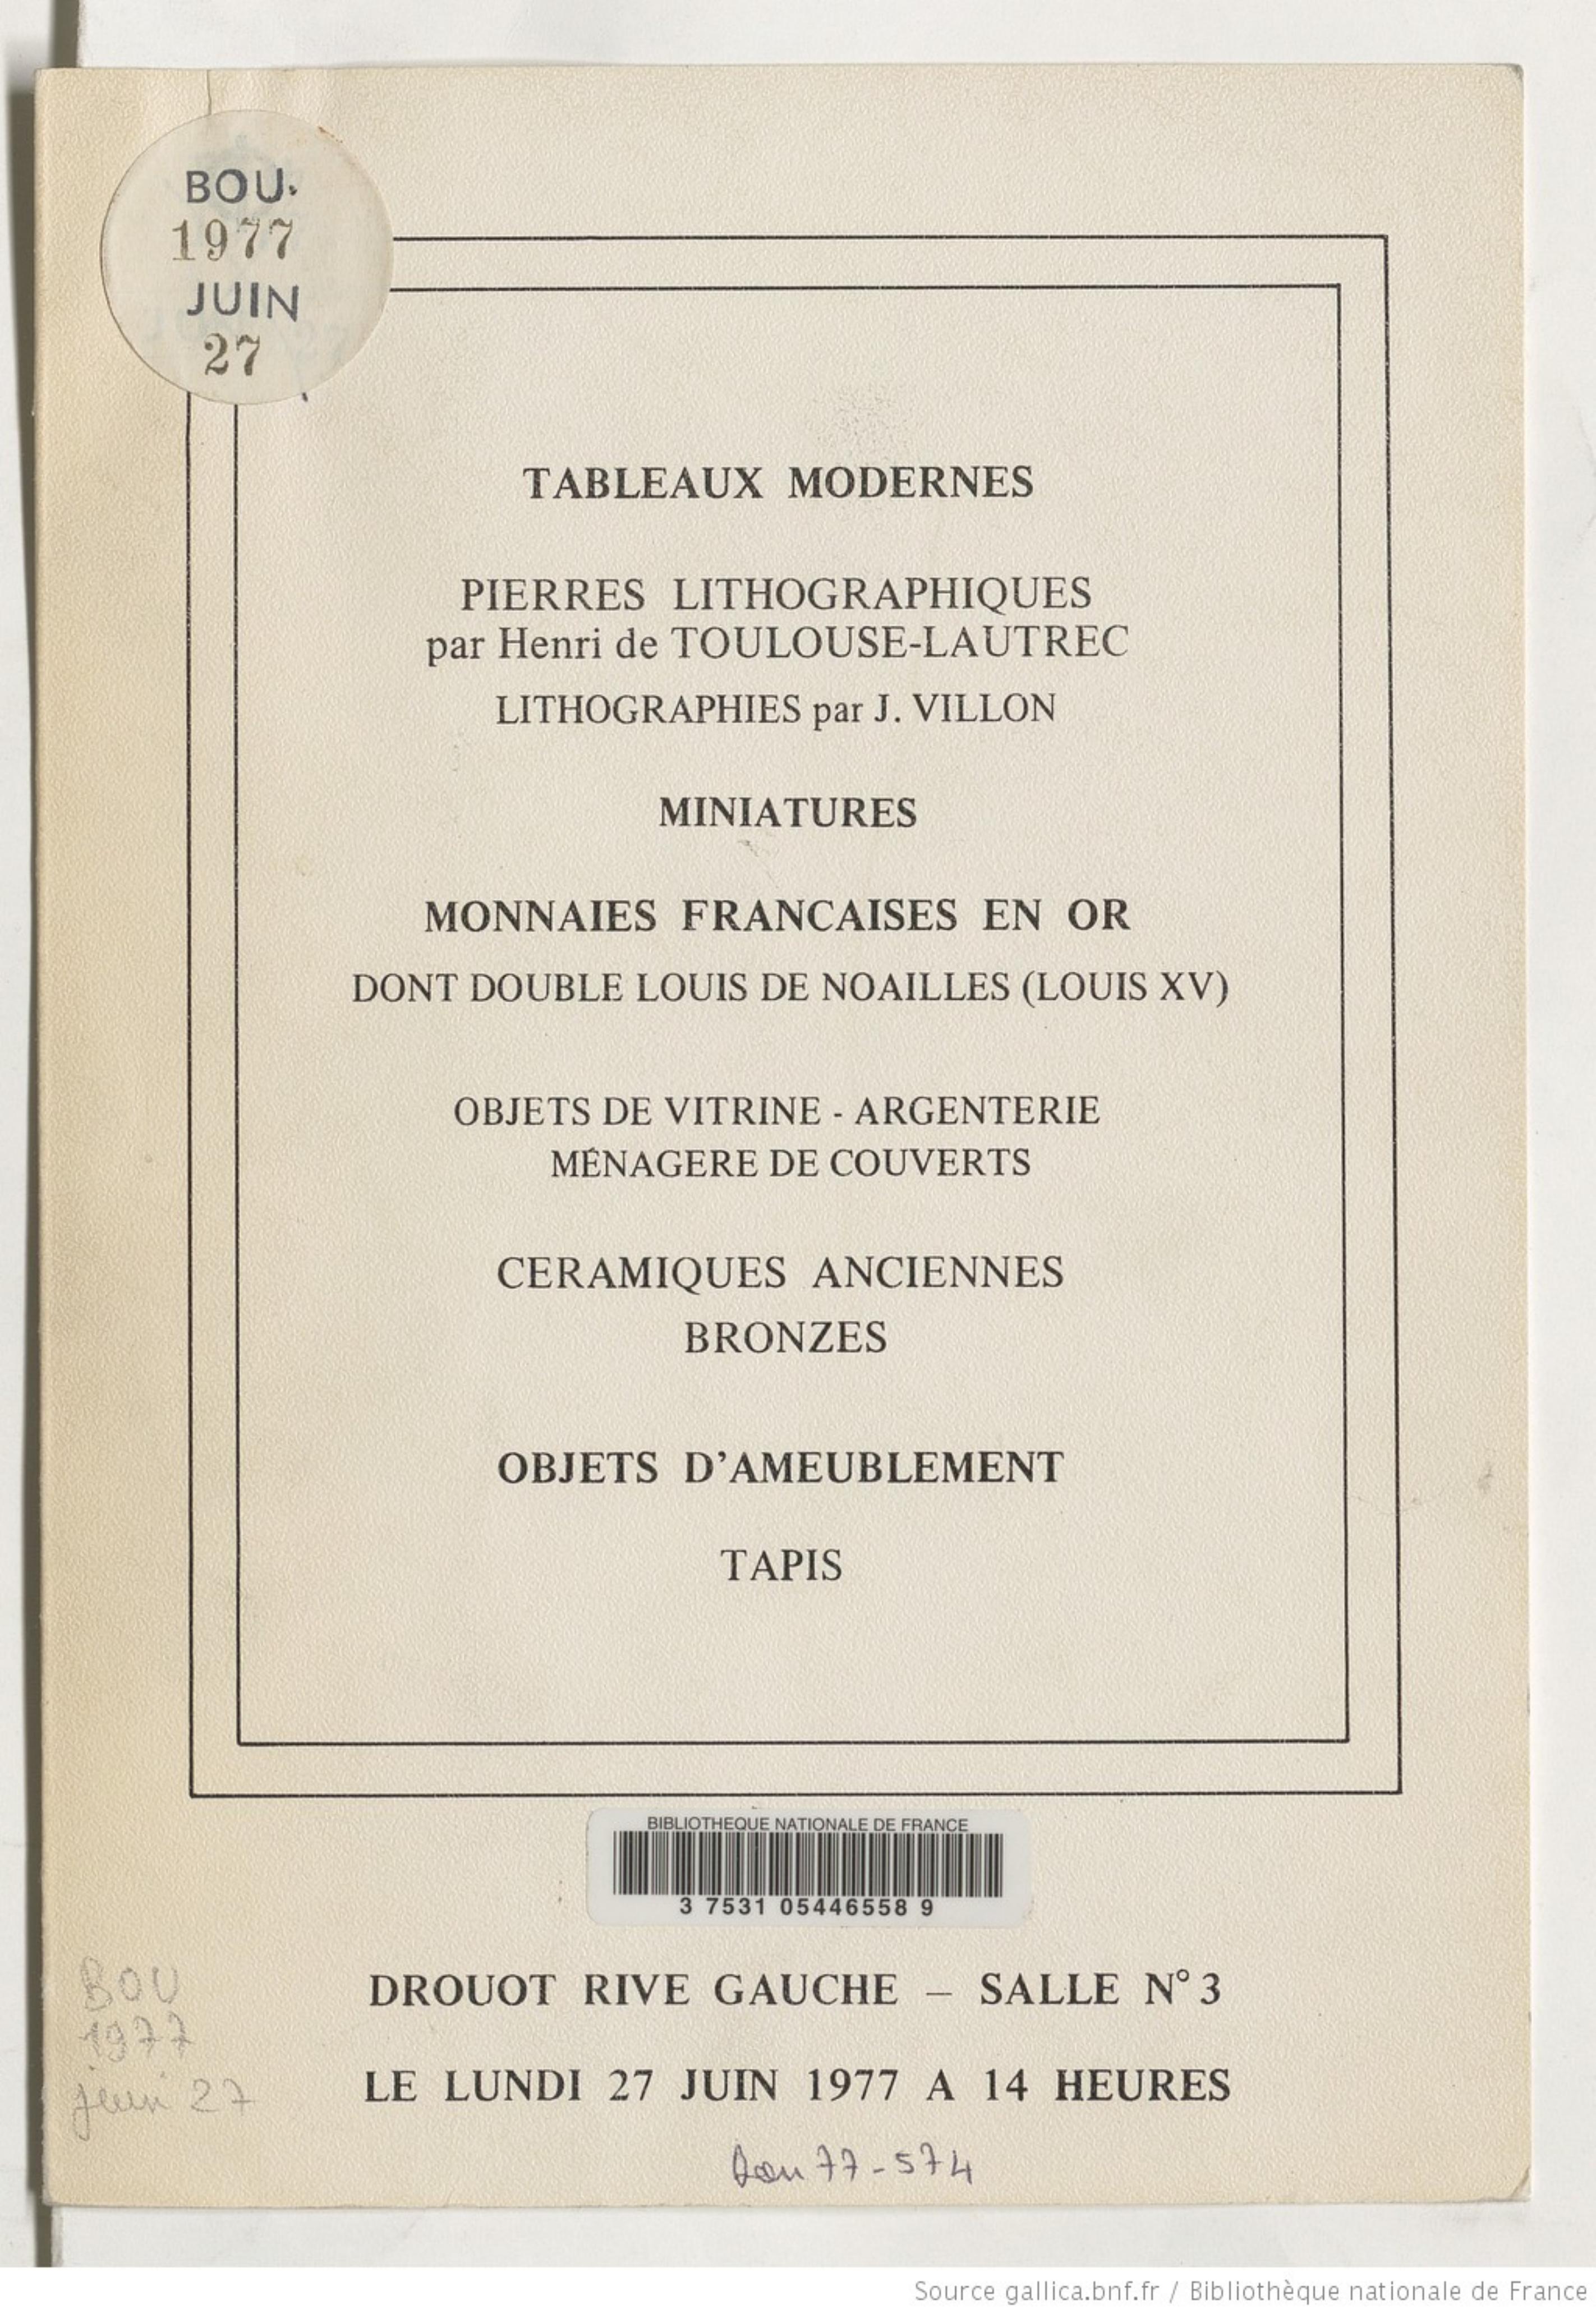 BOU.
1977
JUIN
27
TABLEAUX MODERNES
PIERRES LITHOGRAPHIQUES
par Henri de TOULOUSE-LAUTREC
LITHOGRAPHIES par J. VILLON
MINIATURES
MONNAIES FRANCAISES EN OR
DONT DOUBLE LOUIS DE NOAILLES (LOUIS XV)
OBJETS DE VITRINE - ARGENTERIE
MÉNAGERE DE COUVERTS
CERAMIQUES ANCIENNES
BRONZES
OBJETS D'AMEUBLEMENT
TAPIS
BIBLIOTHEQUE NATIONALE DE FRANCE
3 7531 05446558 9
DROUOT RIVE GAUCHE – SALLE N° 3
LE LUNDI 27 JUIN 1977 A 14 HEURES
BOU
1977
juin 27
Don 77-574
Source gallica.bnf.fr / Bibliothèque nationale de France